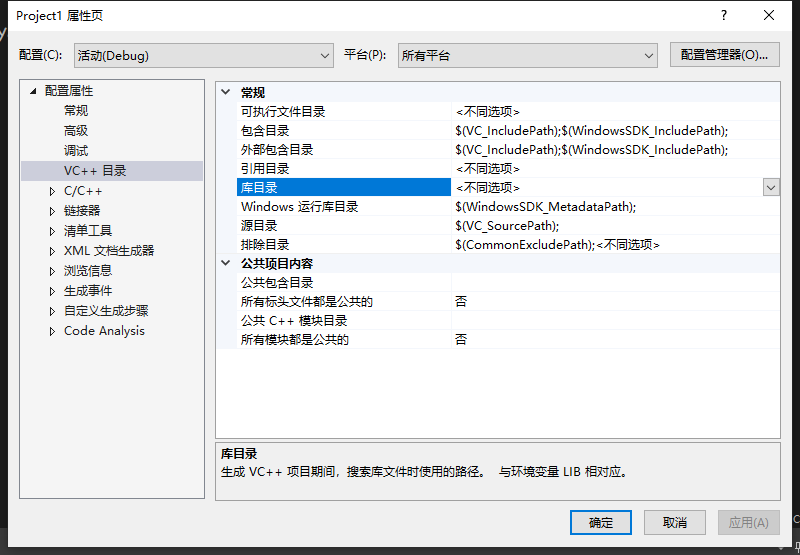 Project1 属性页
配置(C): 活动(Debug) 平台(P): 所有平台 配置管理器(O)...
配置属性
常规
高级
调试
VC++ 目录
C/C++
链接器
清单工具
XML 文档生成器
浏览信息
生成事件
自定义生成步骤
Code Analysis
常规
可执行文件目录 <不同选项>
包含目录 $(VC_IncludePath);$(WindowsSDK_IncludePath);
外部包含目录 $(VC_IncludePath);$(WindowsSDK_IncludePath);
引用目录 <不同选项>
库目录 <不同选项>
Windows 运行库目录 $(WindowsSDK_MetadataPath);
源目录 $(VC_SourcePath);
排除目录 $(CommonExcludePath);<不同选项>
公共项目内容
公共包含目录
所有标头文件都是公共的 否
公共 C++ 模块目录
所有模块都是公共的 否
库目录
生成 VC++ 项目期间，搜索库文件时使用的路径。 与环境变量 LIB 相对应。
确定 取消 应用(A)